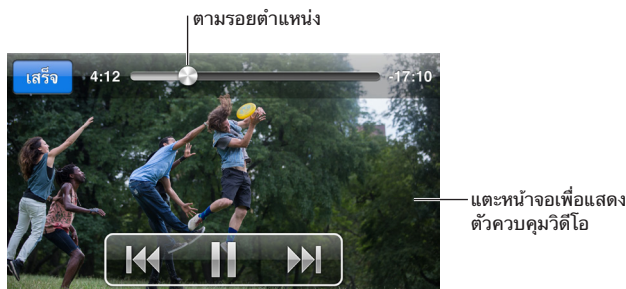 ตามรอยตำแหน่ง
เสร็จ 4:12 -17:10
แตะหน้าจอเพื่อแสดง
ตัวควบคุมวิดีโอ